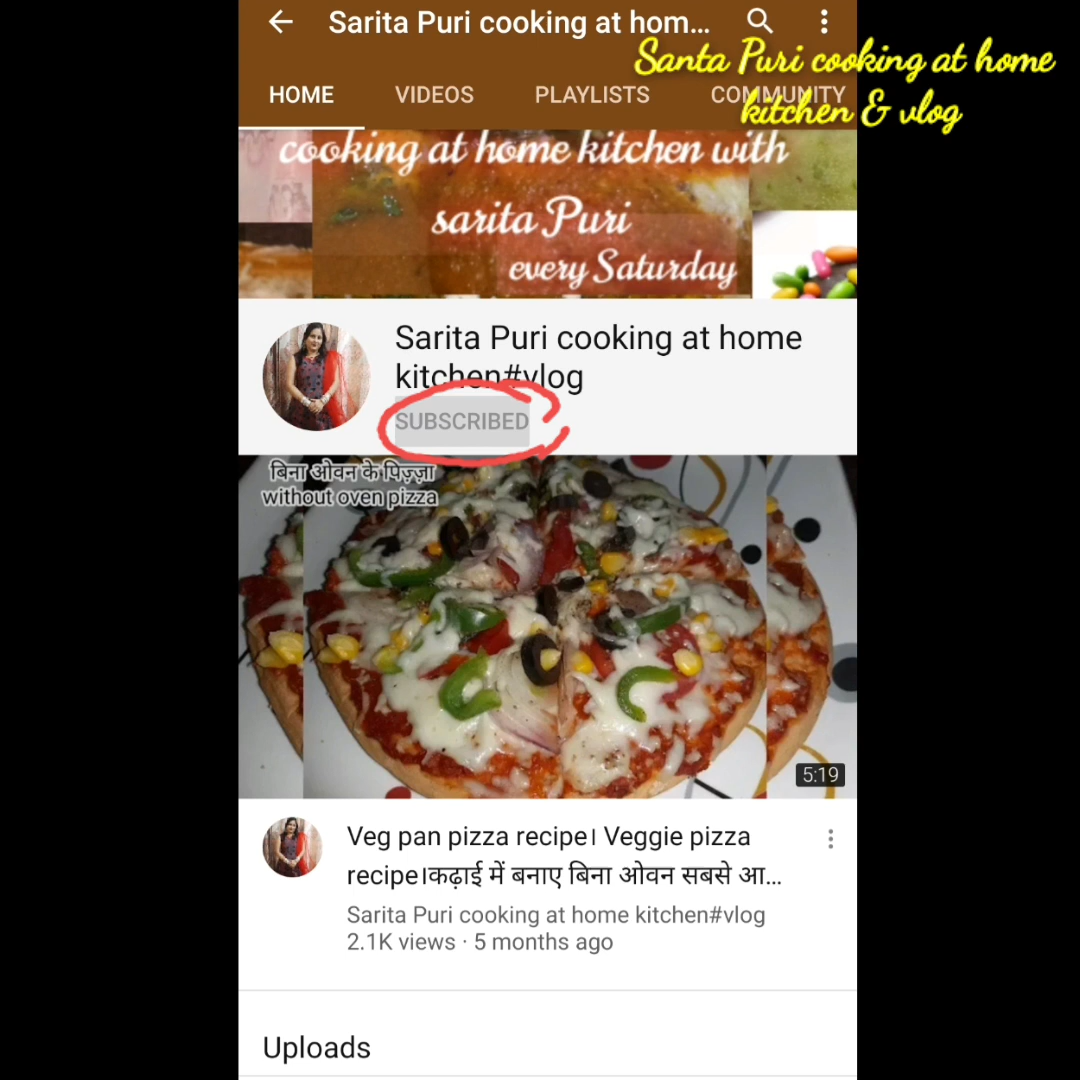 Sarita Puri cooking at hom...
Santa Puri cooking at home
kitchen & vlog
HOME VIDEOS PLAYLISTS COMMUNITY
cooking at home kitchen with
sarita Puri
every Saturday
Sarita Puri cooking at home
kitchen#vlog
SUBSCRIBED
बिना ओवन के पिज़्ज़ा
without oven pizza
5:19
Veg pan pizza recipe। Veggie pizza
recipe।कढ़ाई में बनाए बिना ओवन सबसे आ...
Sarita Puri cooking at home kitchen#vlog
2.1K views · 5 months ago
Uploads